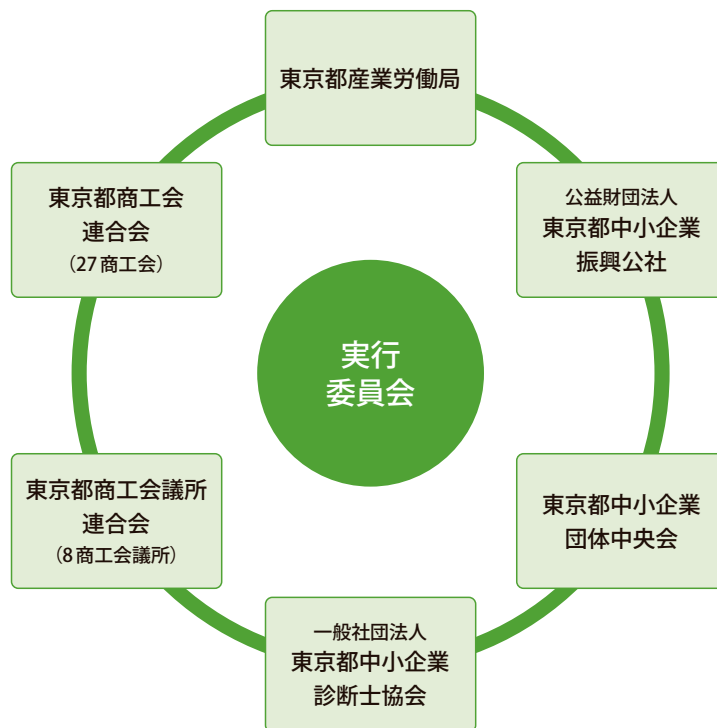 東京都産業労働局
東京都商工会
連合会
（27商工会）
公益財団法人
東京都中小企業
振興公社
実行
委員会
東京都商工会議所
連合会
（8商工会議所）
東京都中小企業
団体中央会
一般社団法人
東京都中小企業
診断士協会